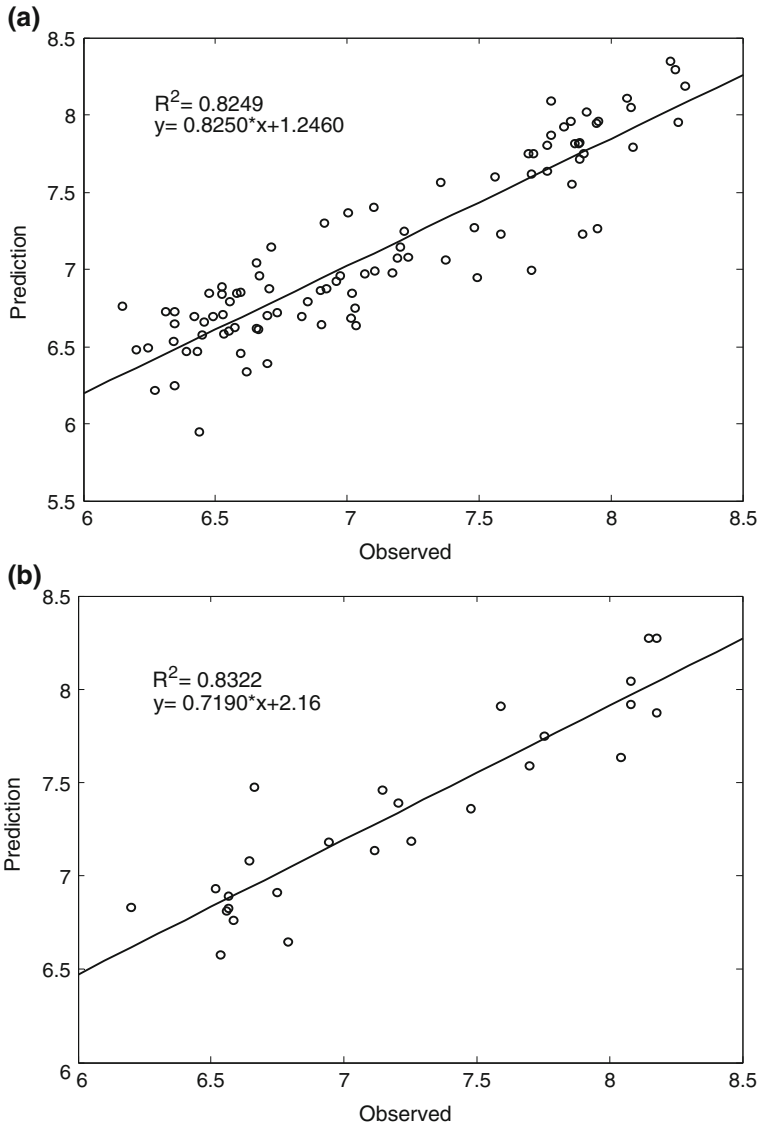 (a)
8.5
8
7.5
7
6.5
6
5.5
Prediction
R²= 0.8249
y= 0.8250*x+1.2460
6 6.5 7 7.5 8 8.5
Observed
(b)
8.5
8
7.5
7
6.5
6
Prediction
R²= 0.8322
y= 0.7190*x+2.16
6 6.5 7 7.5 8 8.5
Observed